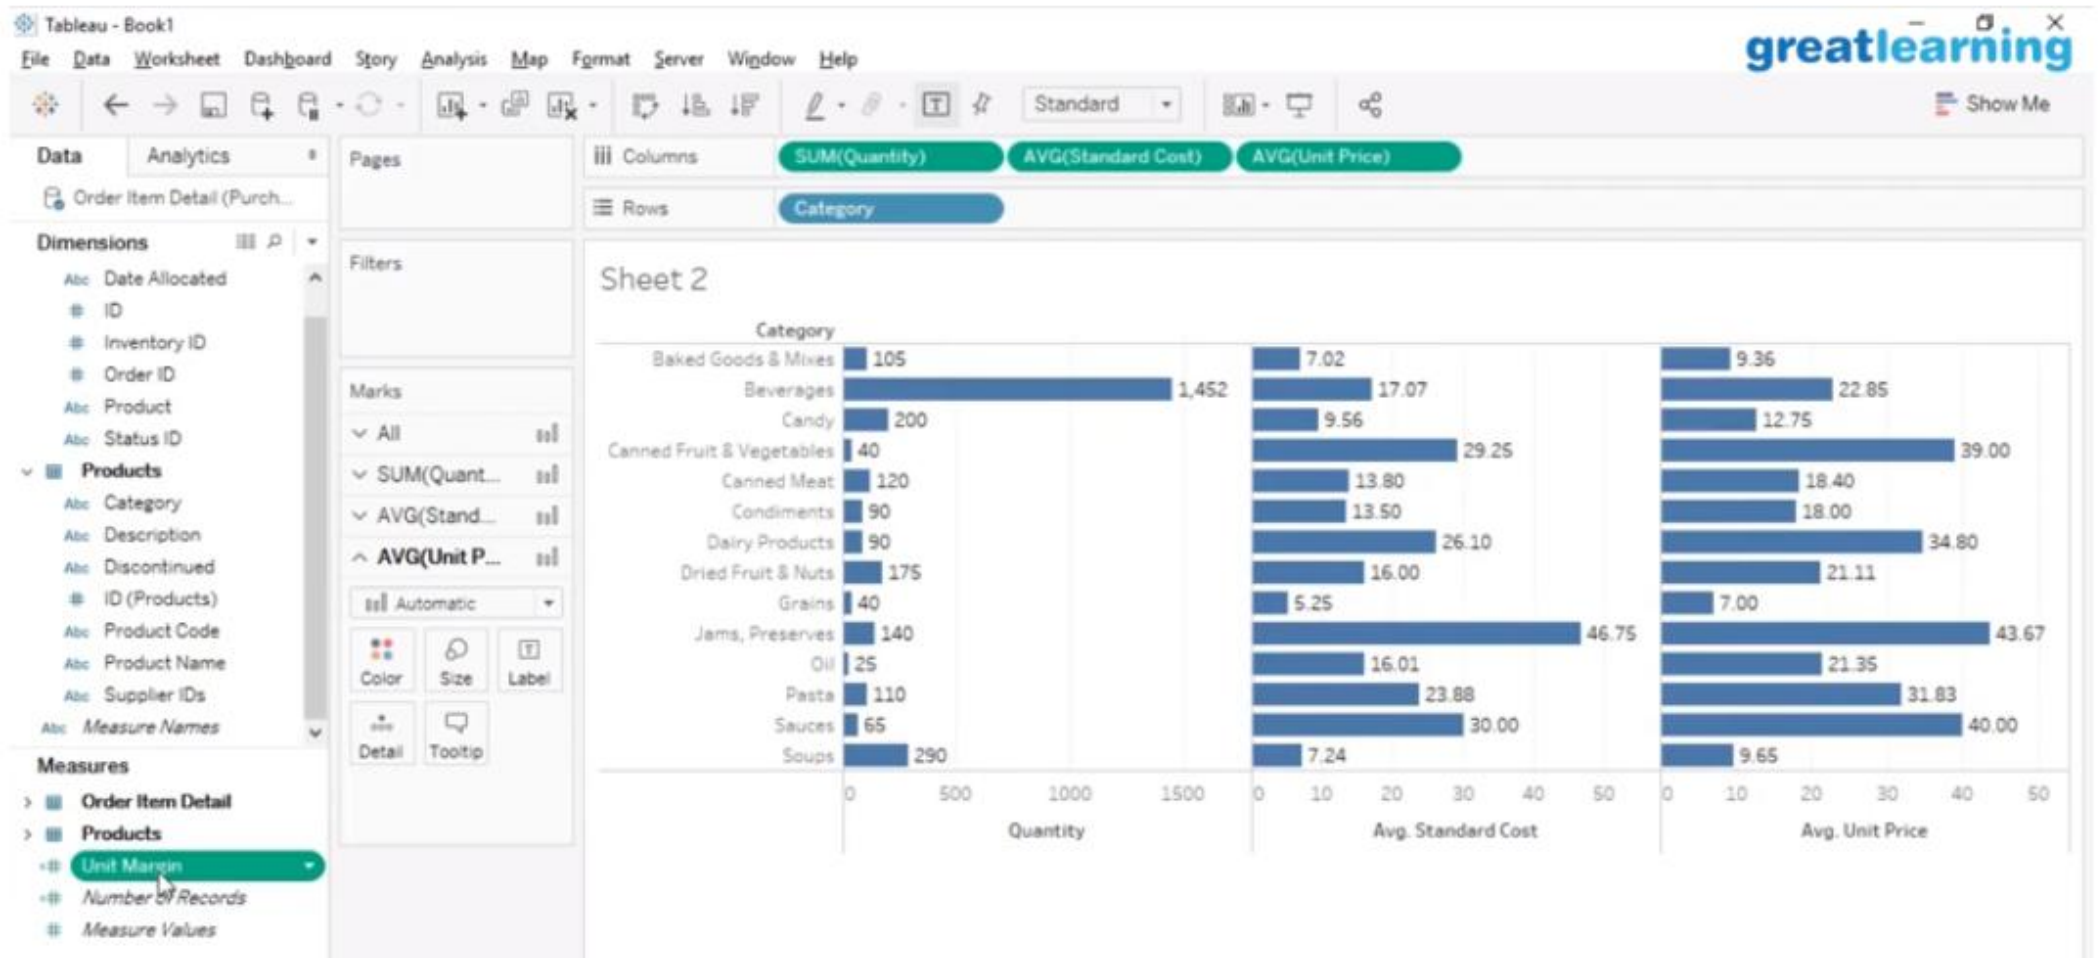 Tableau - Book1
greatlearning
File Data Worksheet Dashboard Story Analysis Map Format Server Window Help
Standard
Show Me
Data Analytics
Order Item Detail (Purch...
Dimensions
Abc Date Allocated
# ID
# Inventory ID
# Order ID
Abc Product
Abc Status ID
Products
Abc Category
Abc Description
Abc Discontinued
# ID (Products)
Abc Product Code
Abc Product Name
Abc Supplier IDs
Abc Measure Names
Measures
Order Item Detail
Products
=# Unit Margin
=# Number of Records
# Measure Values
Pages
Filters
Marks
All
SUM(Quant...
AVG(Stand...
AVG(Unit P...
Automatic
Color Size Label
Detail Tooltip
Columns SUM(Quantity) AVG(Standard Cost) AVG(Unit Price)
Rows Category
Sheet 2
Category
Baked Goods & Mixes 105 7.02 9.36
Beverages 1,452 17.07 22.85
Candy 200 9.56 12.75
Canned Fruit & Vegetables 40 29.25 39.00
Canned Meat 120 13.80 18.40
Condiments 90 13.50 18.00
Dairy Products 90 26.10 34.80
Dried Fruit & Nuts 175 16.00 21.11
Grains 40 5.25 7.00
Jams, Preserves 140 46.75 43.67
Oil 25 16.01 21.35
Pasta 110 23.88 31.83
Sauces 65 30.00 40.00
Soups 290 7.24 9.65
0 500 1000 1500 0 10 20 30 40 50 0 10 20 30 40 50
Quantity Avg. Standard Cost Avg. Unit Price